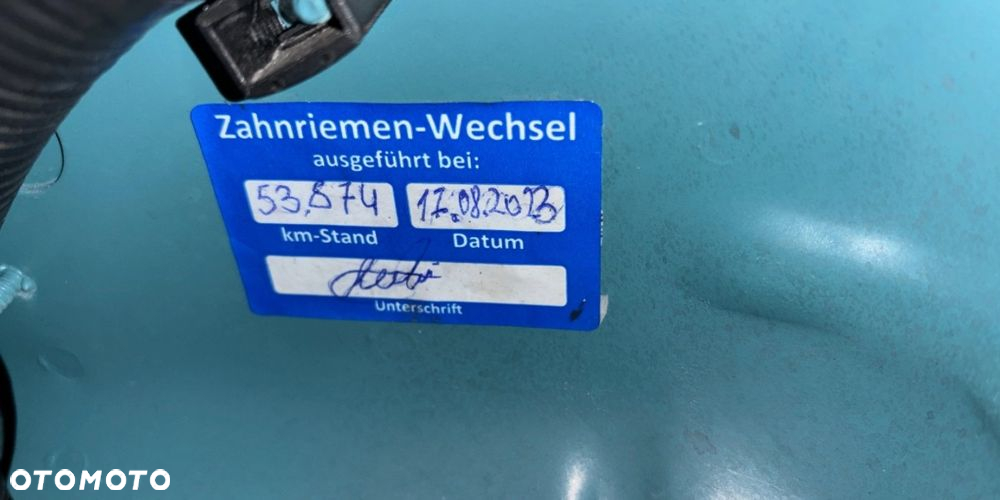 Zahnriemen-Wechsel
ausgeführt bei:
53.874 17.08.2023
km-Stand Datum
Unterschrift
OTOMOTO